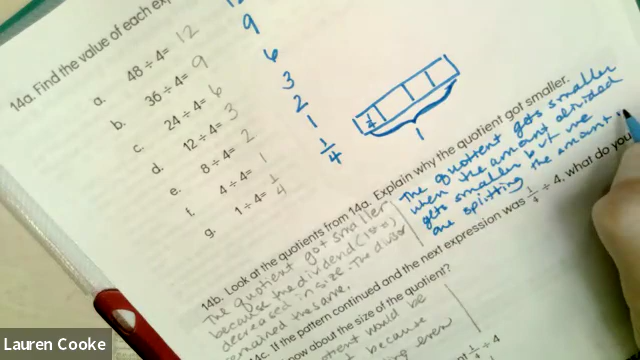 14a. Find the value of each ex
a. 48 ÷ 4= 12
b. 36 ÷ 4= 9
c. 24 ÷ 4= 6
d. 12 ÷ 4= 3
e. 8 ÷ 4= 2
f. 4 ÷ 4= 1
g. 1 ÷ 4= 1/4
12
9
6
3
2
1
1/4
1/4
1
14b. Look at the quotients from 14a. Explain why the quotient got smaller.
The quotient got smaller
because the dividend (1st #)
decreased in size. The divisor
remained the same.
The quotient gets smaller
when the amount divided
gets smaller b/c we
are splitting the amount
14c. If the pattern continued and the next expression was 1/4 ÷ 4, what do you
know about the size of the quotient?
would be
because
1/4 ÷ 4
Lauren Cooke